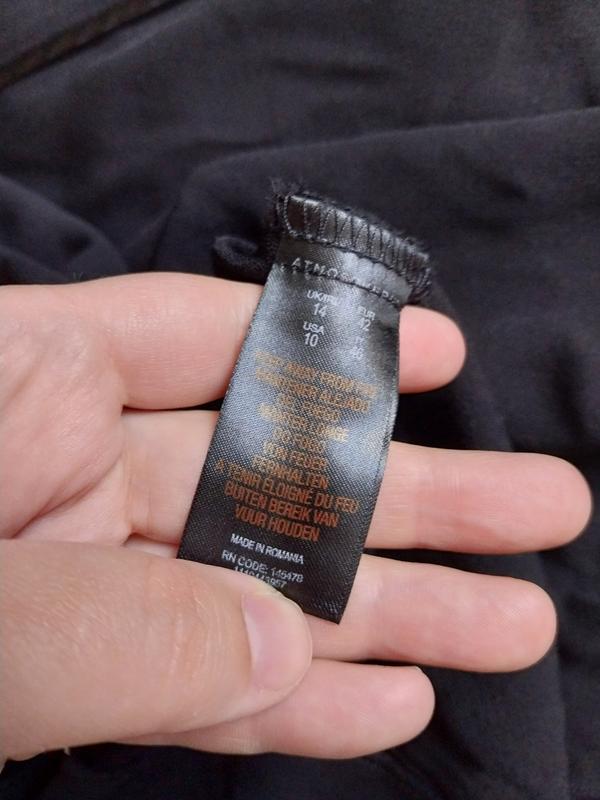 ATMOSPHERE
UK/IRL EUR
14 42
USA IT
10 46
KEEP AWAY FROM FIRE
MANTENER ALEJADO
DEL FUEGO
MANTER LONGE
DO FOGO
VON FEUER
FERNHALTEN
A TENIR ÉLOIGNÉ DU FEU
BUITEN BEREIK VAN
VUUR HOUDEN
MADE IN ROMANIA
RN CODE: 146478